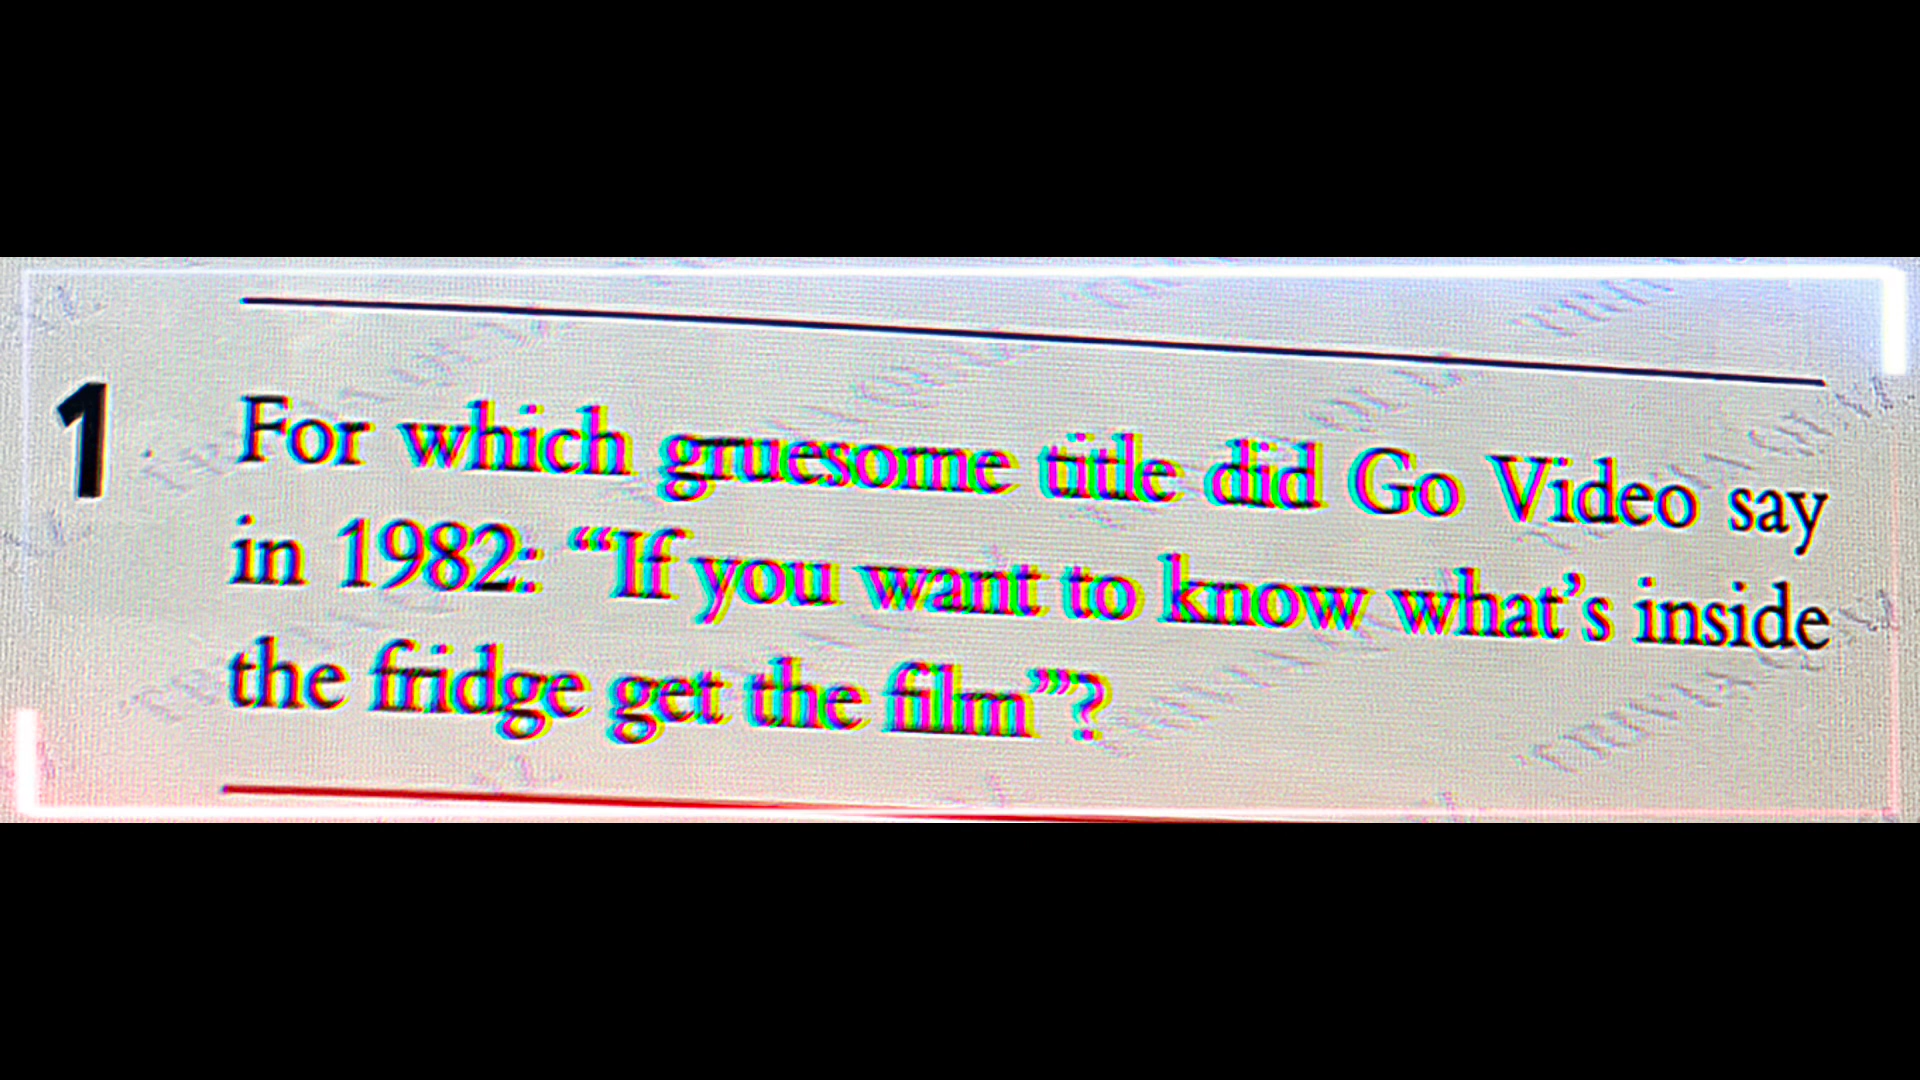 1 For which gruesome title did Go Video say
in 1982: “‘If you want to know what’s inside
the fridge get the film’”?